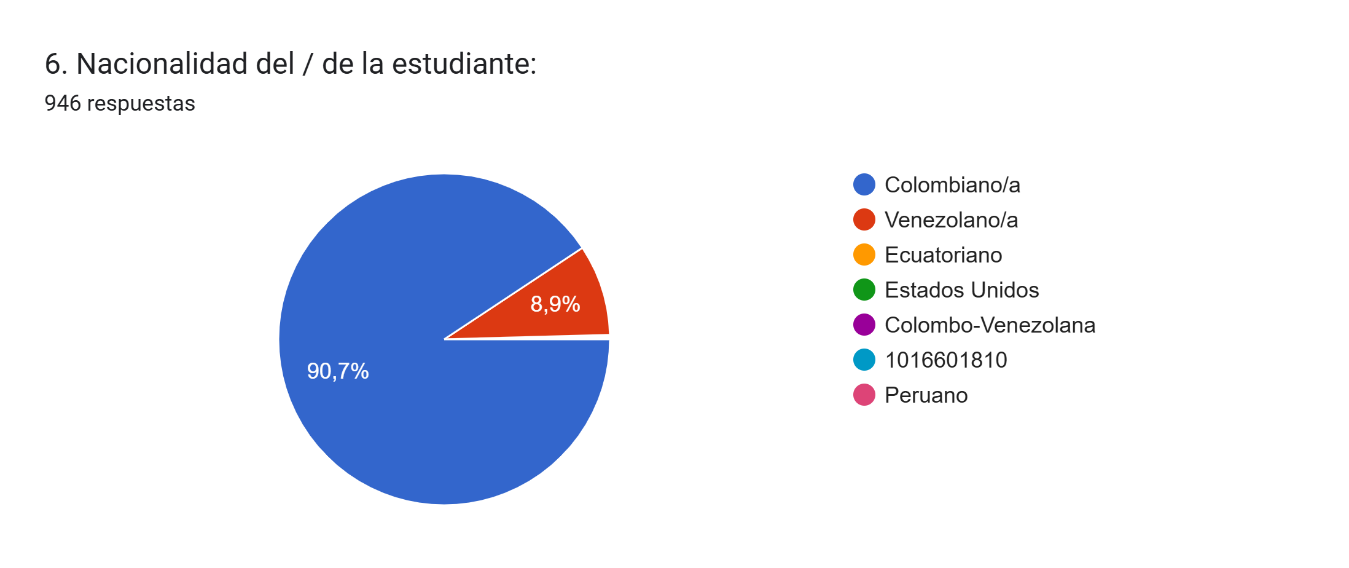 6. Nacionalidad del / de la estudiante:
946 respuestas
Colombiano/a
Venezolano/a
Ecuatoriano
Estados Unidos
Colombo-Venezolana
1016601810
Peruano
8,9%
90,7%